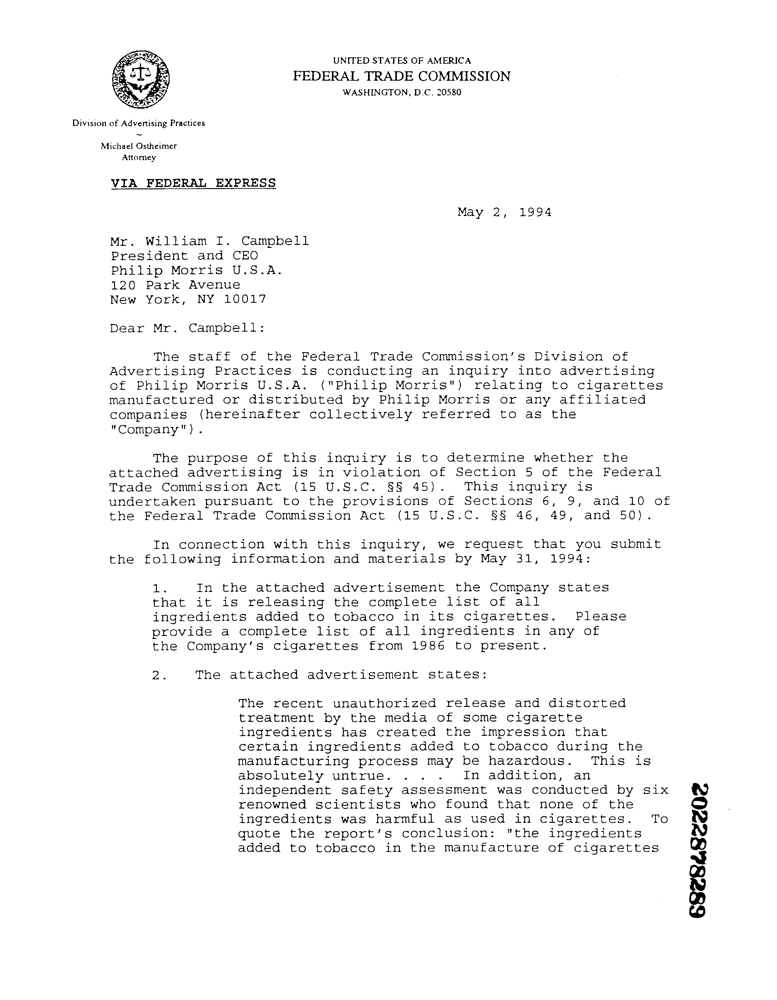 UNITED STATES OF AMERICA
FEDERAL TRADE COMMISSION
WASHINGTON, D.C. 20580
Division of Advertising Practices
~
Michael Ostheimer
Attorney
VIA FEDERAL EXPRESS
May 2, 1994
Mr. William I. Campbell
President and CEO
Philip Morris U.S.A.
120 Park Avenue
New York, NY 10017
Dear Mr. Campbell:
The staff of the Federal Trade Commission's Division of
Advertising Practices is conducting an inquiry into advertising
of Philip Morris U.S.A. ("Philip Morris") relating to cigarettes
manufactured or distributed by Philip Morris or any affiliated
companies (hereinafter collectively referred to as the
"Company").
The purpose of this inquiry is to determine whether the
attached advertising is in violation of Section 5 of the Federal
Trade Commission Act (15 U.S.C. §§ 45). This inquiry is
undertaken pursuant to the provisions of Sections 6, 9, and 10 of
the Federal Trade Commission Act (15 U.S.C. §§ 46, 49, and 50).
In connection with this inquiry, we request that you submit
the following information and materials by May 31, 1994:
1. In the attached advertisement the Company states
that it is releasing the complete list of all
ingredients added to tobacco in its cigarettes. Please
provide a complete list of all ingredients in any of
the Company's cigarettes from 1986 to present.
2. The attached advertisement states:
The recent unauthorized release and distorted
treatment by the media of some cigarette
ingredients has created the impression that
certain ingredients added to tobacco during the
manufacturing process may be hazardous. This is
absolutely untrue. . . . In addition, an
independent safety assessment was conducted by six
renowned scientists who found that none of the
ingredients was harmful as used in cigarettes. To
quote the report's conclusion: "the ingredients
added to tobacco in the manufacture of cigarettes
2022878289